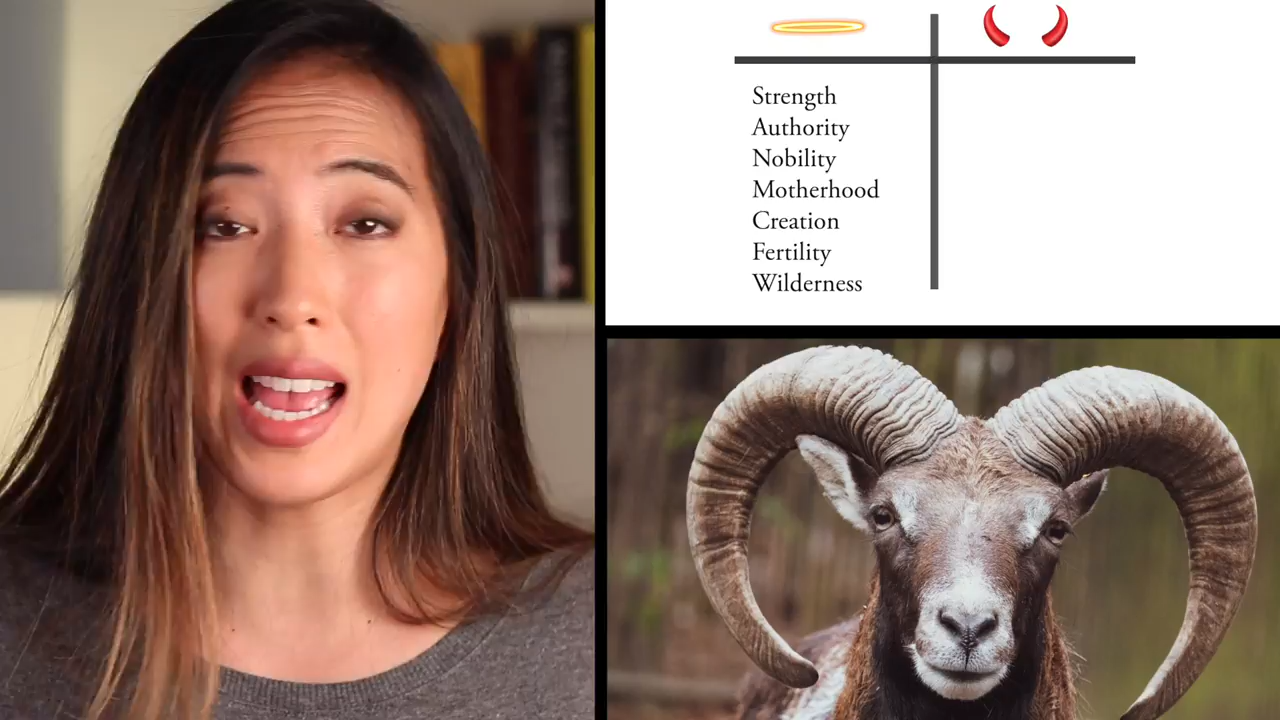 Strength
Authority
Nobility
Motherhood
Creation
Fertility
Wilderness